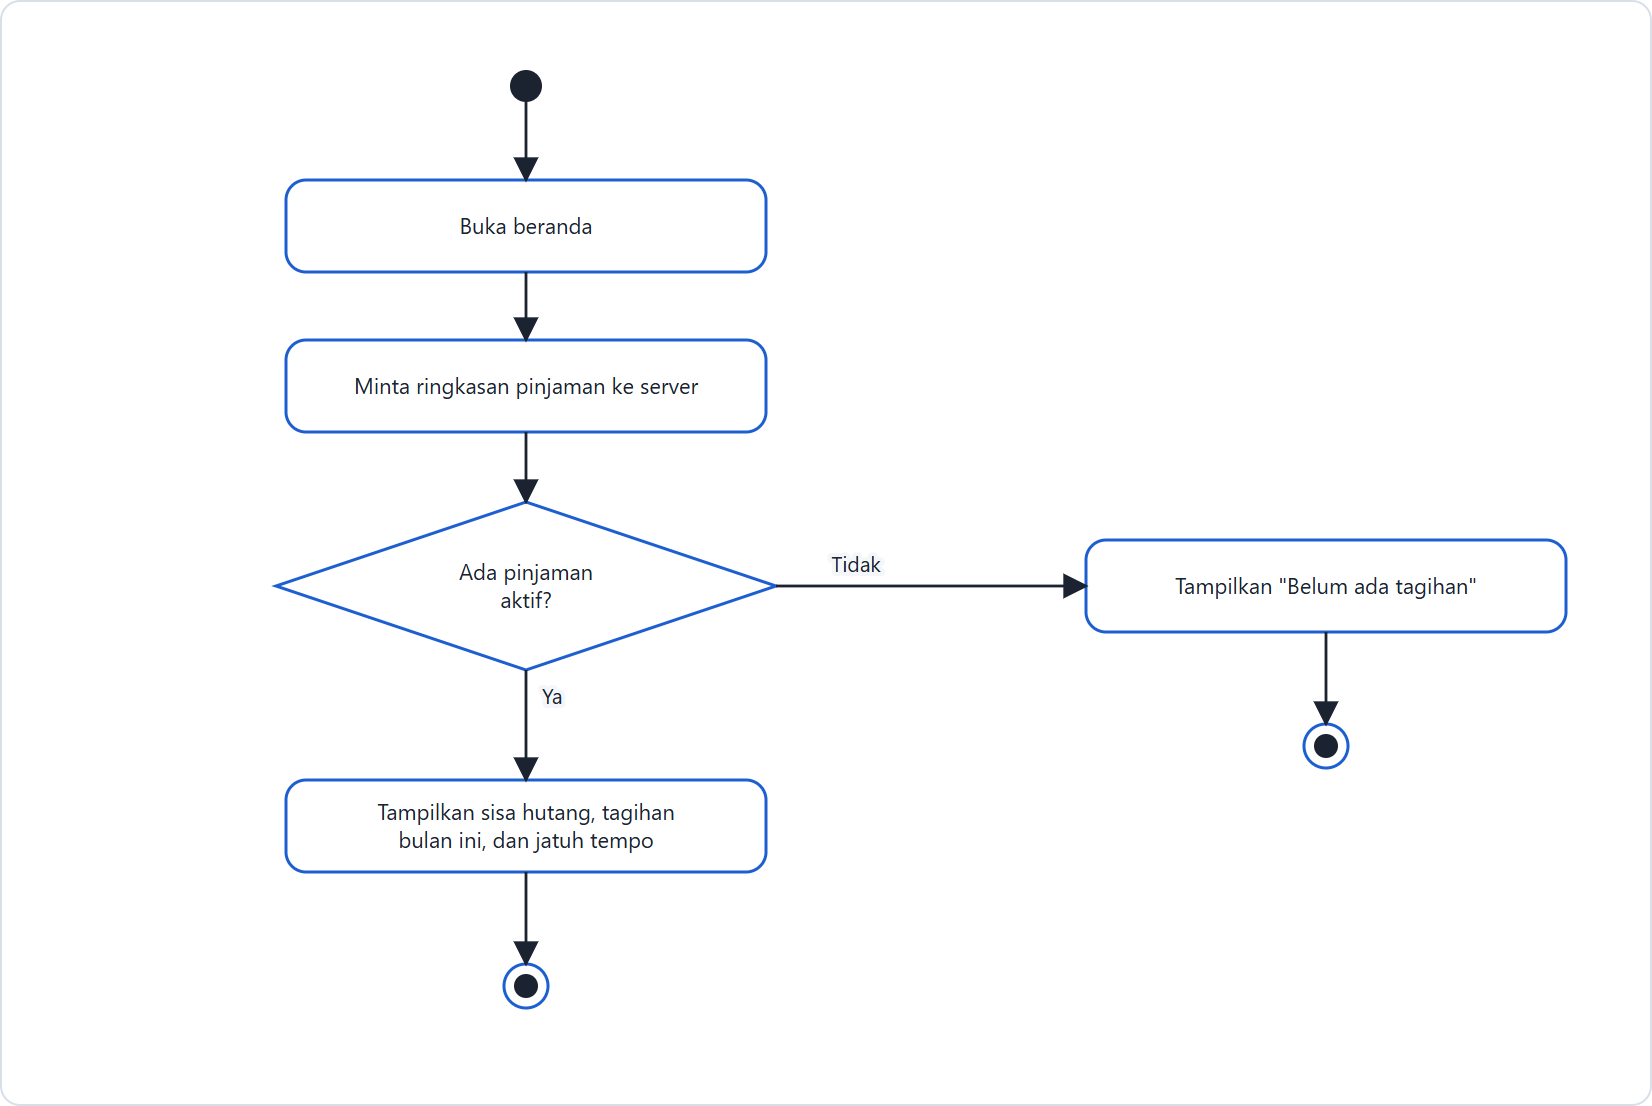 Buka beranda
Minta ringkasan pinjaman ke server
Ada pinjaman
aktif?
Tidak
Tampilkan "Belum ada tagihan"
Ya
Tampilkan sisa hutang, tagihan
bulan ini, dan jatuh tempo